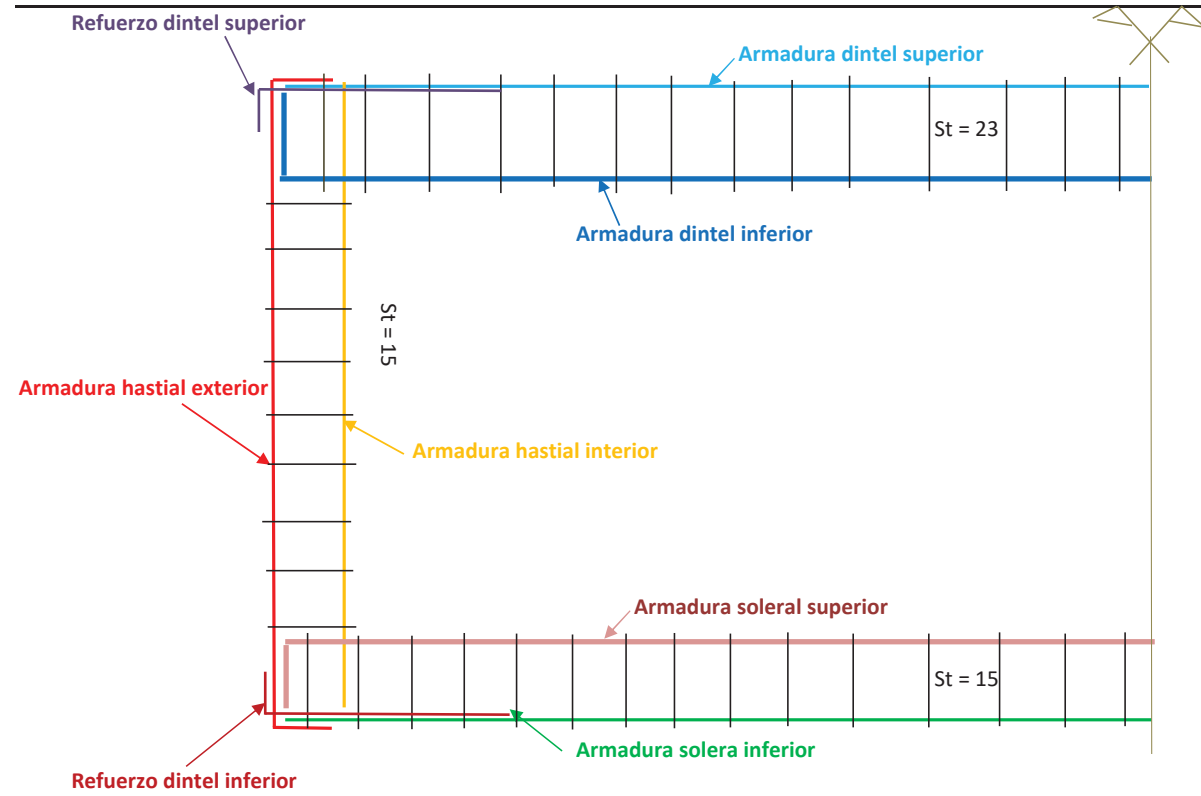 Refuerzo dintel superior
Armadura dintel superior
St = 23
Armadura dintel inferior
St = 15
Armadura hastial exterior
Armadura hastial interior
Armadura soleral superior
St = 15
Armadura solera inferior
Refuerzo dintel inferior